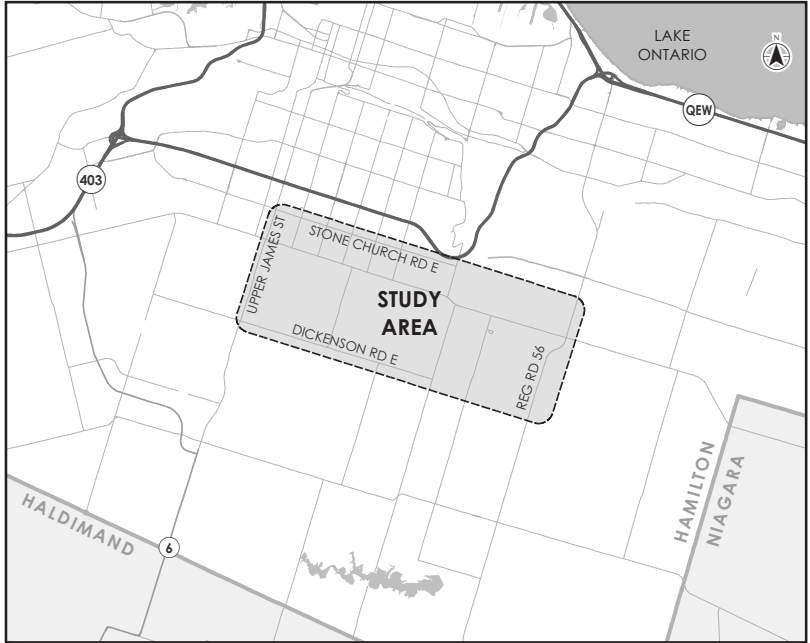 LAKE
ONTARIO
N
QEW
403
STONE CHURCH RD E
UPPER JAMES ST
STUDY
AREA
DICKENSON RD E
REG RD 56
HAMILTON
NIAGARA
HALDIMAND
6